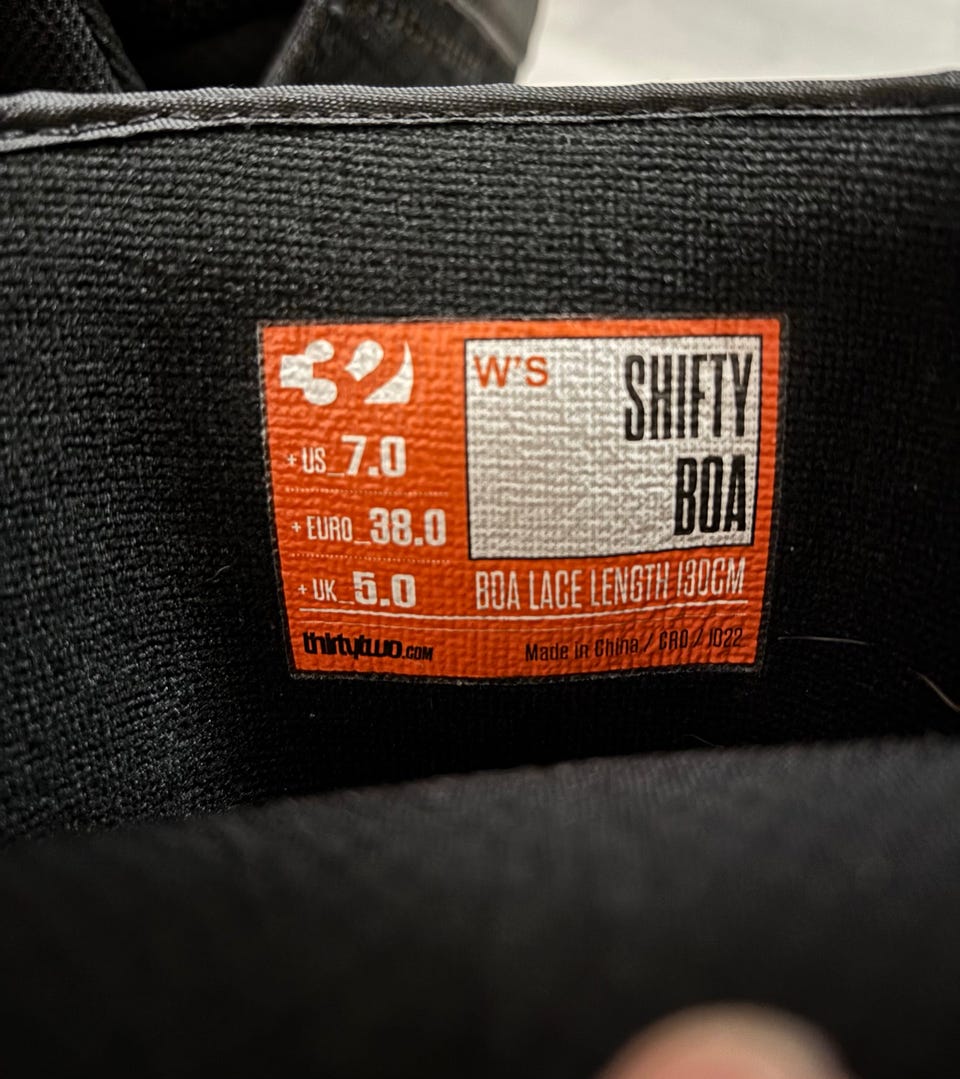 32
+ US_7.0
+ EURO_38.0
+ UK_5.0
thirtytwo.com
W'S
SHIFTY
BOA
BOA LACE LENGTH 130CM
Made in China / GRD / 1022